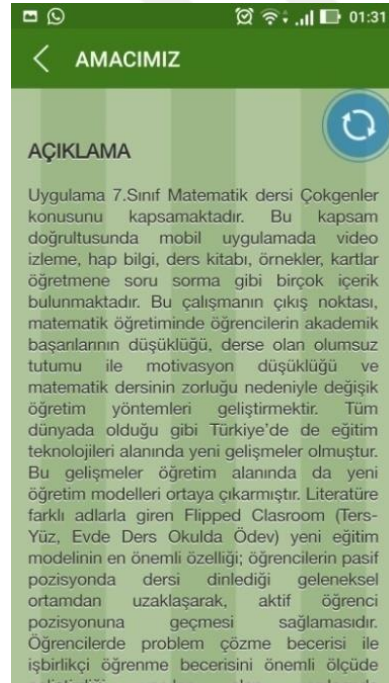 01:31
AMACIMIZ
AÇIKLAMA
Uygulama 7.Sınıf Matematik dersi Çokgenler
konusunu kapsamaktadır. Bu kapsam
doğrultusunda mobil uygulamada video
izleme, hap bilgi, ders kitabı, örnekler, kartlar
öğretmene soru sorma gibi birçok içerik
bulunmaktadır. Bu çalışmanın çıkış noktası,
matematik öğretiminde öğrencilerin akademik
başarılarının düşüklüğü, derse olan olumsuz
tutumu ile motivasyon düşüklüğü ve
matematik dersinin zorluğu nedeniyle değişik
öğretim yöntemleri geliştirmektir. Tüm
dünyada olduğu gibi Türkiye'de de eğitim
teknolojileri alanında yeni gelişmeler olmuştur.
Bu gelişmeler öğretim alanında da yeni
öğretim modelleri ortaya çıkarmıştır. Literatüre
farklı adlarla giren Flipped Clasroom (Ters-
Yüz, Evde Ders Okulda Ödev) yeni eğitim
modelinin en önemli özelliği; öğrencilerin pasif
pozisyonda dersi dinlediği geleneksel
ortamdan uzaklaşarak, aktif öğrenci
pozisyonuna geçmesi sağlamasıdır.
Öğrencilerde problem çözme becerisi ile
işbirlikçi öğrenme becerisini önemli ölçüde